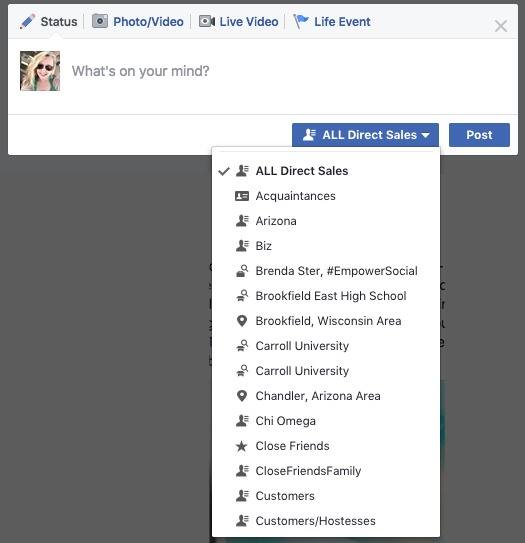 Status Photo/Video Live Video Life Event
What's on your mind?
ALL Direct Sales Post
ALL Direct Sales
Acquaintances
Arizona
Biz
Brenda Ster, #EmpowerSocial
Brookfield East High School
Brookfield, Wisconsin Area
Carroll University
Carroll University
Chandler, Arizona Area
Chi Omega
Close Friends
CloseFriendsFamily
Customers
Customers/Hostesses